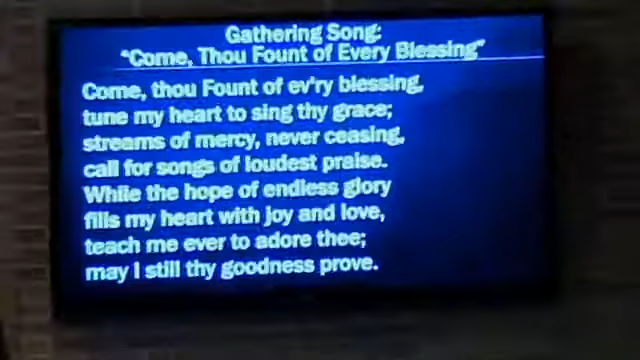 Gathering Song:
"Come, Thou Fount of Every Blessing"
Come, thou Fount of ev'ry blessing,
tune my heart to sing thy grace;
streams of mercy, never ceasing,
call for songs of loudest praise.
While the hope of endless glory
fills my heart with joy and love,
teach me ever to adore thee;
may I still thy goodness prove.